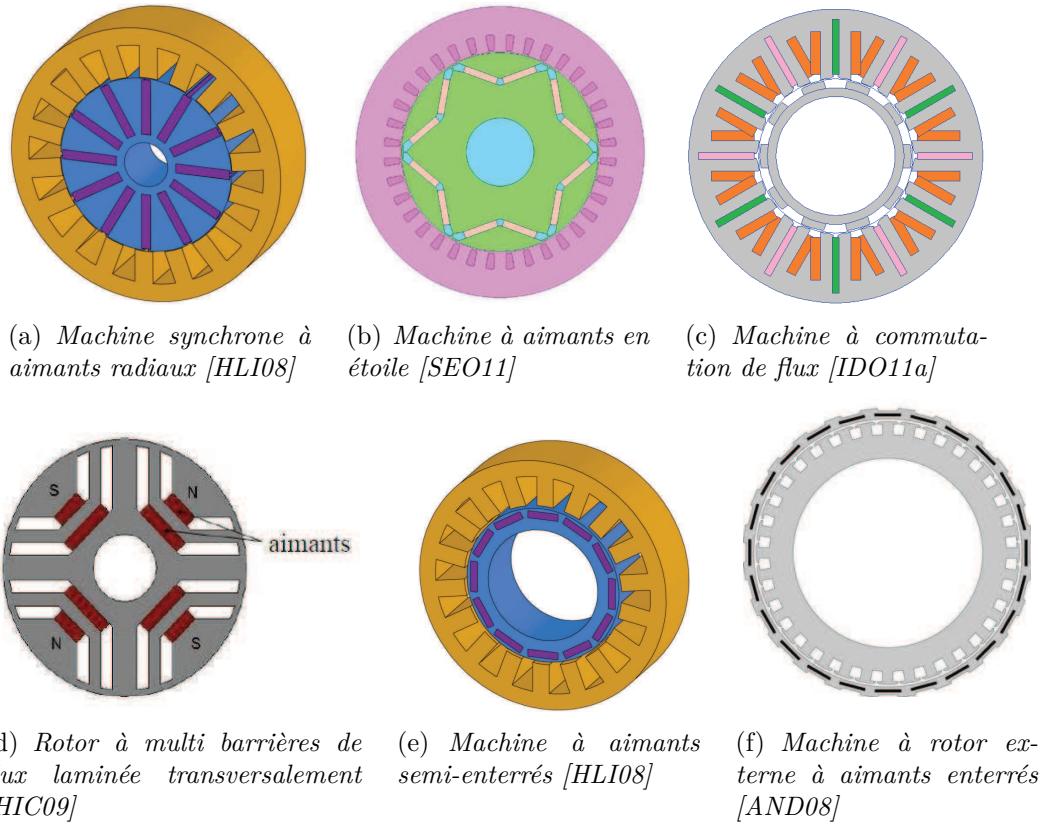 (a) Machine synchrone à
aimants radiaux [HLI08]
(b) Machine à aimants en
étoile [SEO11]
(c) Machine à commuta-
tion de flux [IDO11a]
S
N
aimants
N
S
d) Rotor à multi barrières de
ux laminée transversalement
HIC09]
(e) Machine à aimants
semi-enterrés [HLI08]
(f) Machine à rotor ex-
terne à aimants enterrés
[AND08]